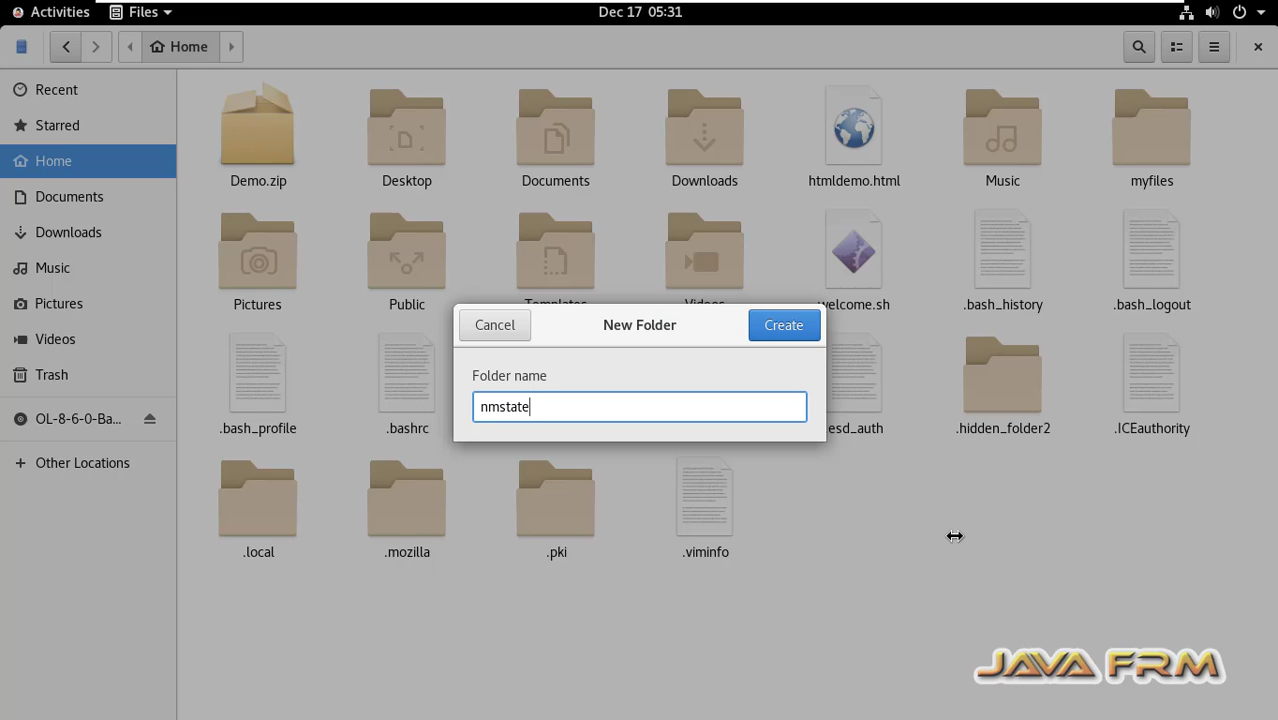 Activities Files Dec 17 05:31
Home
Recent
Starred
Home
Documents
Downloads
Music
Pictures
Videos
Trash
OL-8-6-0-Ba...
Other Locations
Demo.zip Desktop Documents Downloads htmldemo.html Music myfiles
Pictures Public Templates Videos welcome.sh .bash_history .bash_logout
.bash_profile .bashrc esd_auth .hidden_folder2 .ICEauthority
.local .mozilla .pki .viminfo
Cancel New Folder Create
Folder name
nmstate
JAVA FRM